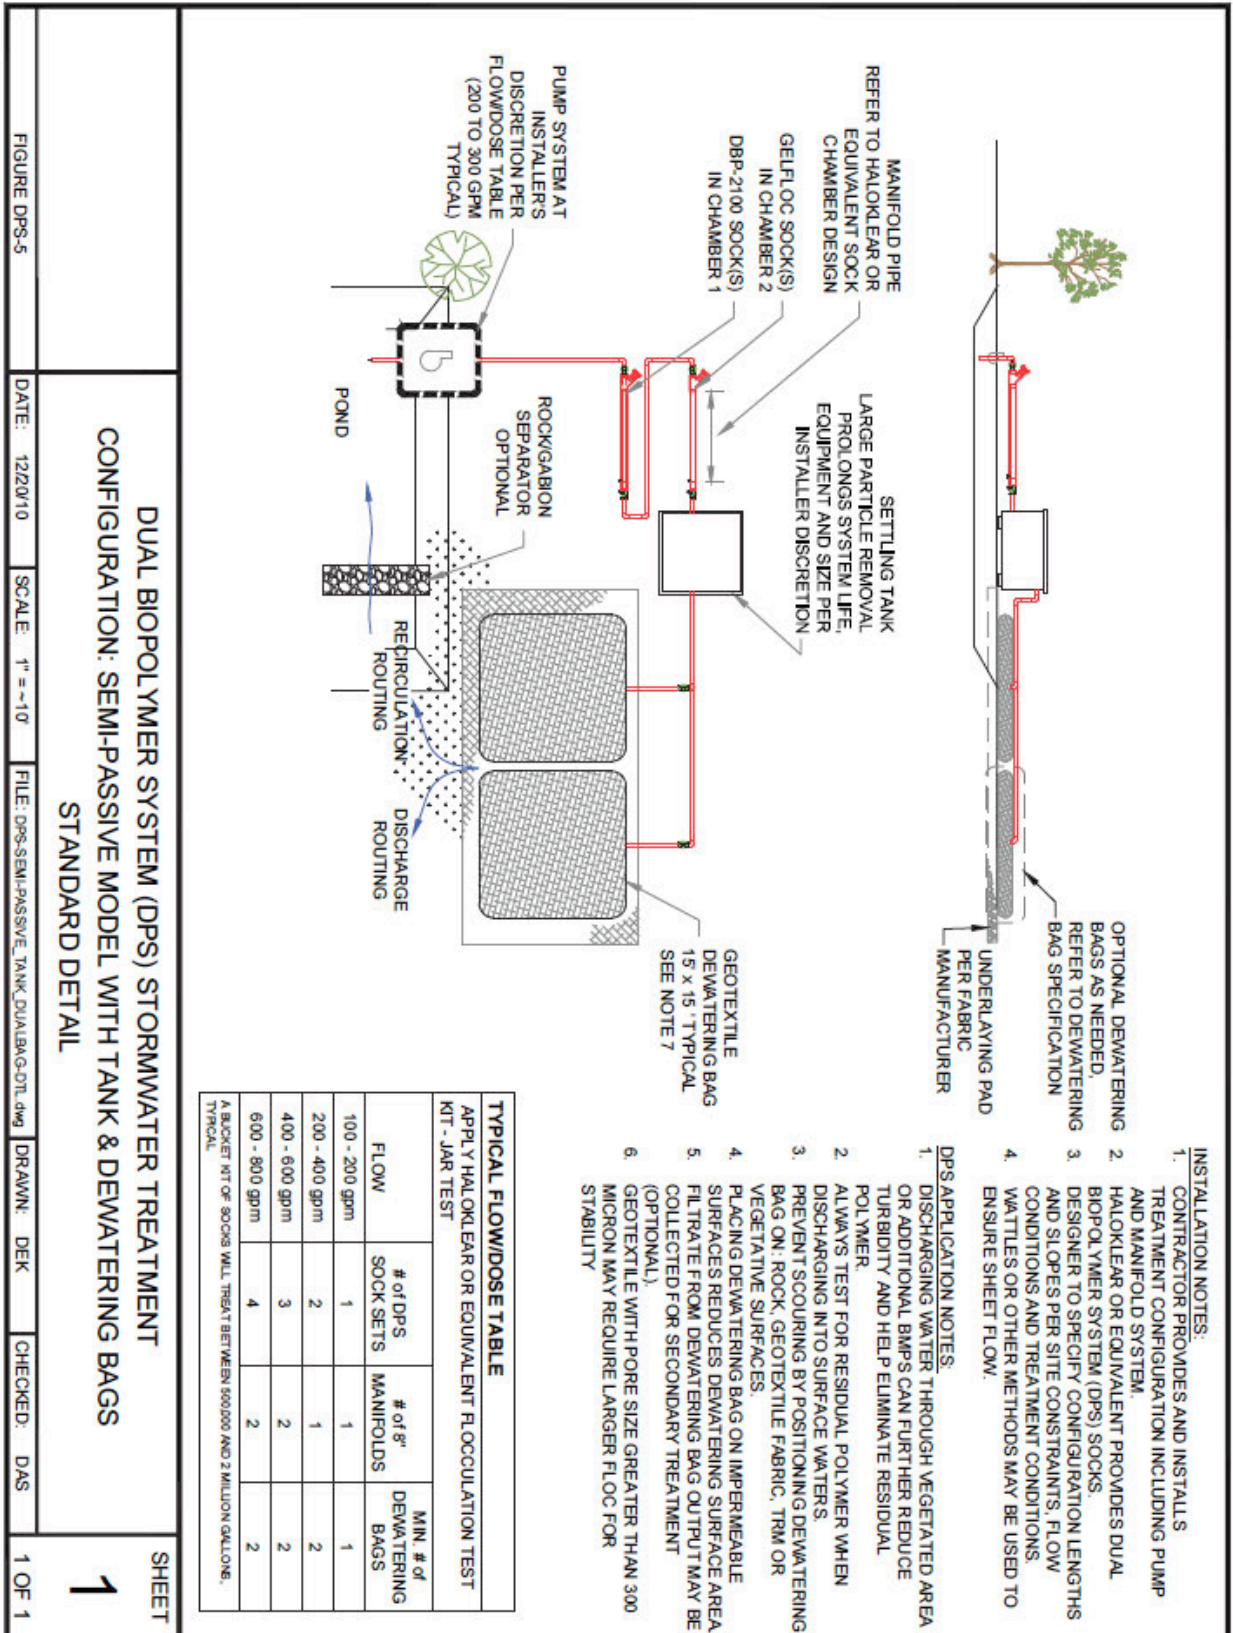 OPTIONAL DEWATERING
BAGS AS NEEDED,
REFER TO DEWATERING
BAG SPECIFICATION
UNDERLAYING PAD
PER FABRIC
MANUFACTURER
MANIFOLD PIPE
REFER TO HALOKLEAR OR
EQUIVALENT SOCK
CHAMBER DESIGN
GELFLOC SOCK(S)
IN CHAMBER 2
DBP-2100 SOCK(S)
IN CHAMBER 1
SETTLING TANK
LARGE PARTICLE REMOVAL
PROLONGS SYSTEM LIFE,
EQUIPMENT AND SIZE PER
INSTALLER DISCRETION
PUMP SYSTEM AT
INSTALLER'S
DISCRETION PER
FLOW/DOSE TABLE
(200 TO 300 GPM
TYPICAL)
ROCK/GABION
SEPARATOR
OPTIONAL
POND
RECIRCULATION
ROUTING
DISCHARGE
ROUTING
GEOTEXTILE
DEWATERING BAG
15' x 15 ' TYPICAL
SEE NOTE 7
INSTALLATION NOTES:
1. CONTRACTOR PROVIDES AND INSTALLS
TREATMENT CONFIGURATION INCLUDING PUMP
AND MANIFOLD SYSTEM.
2. HALOKLEAR OR EQUIVALENT PROVIDES DUAL
BIOPOLYMER SYSTEM (DPS) SOCKS.
3. DESIGNER TO SPECIFY CONFIGURATION LENGTHS
AND SLOPES PER SITE CONSTRAINTS, FLOW
CONDITIONS AND TREATMENT CONDITIONS.
4. WATTLES OR OTHER METHODS MAY BE USED TO
ENSURE SHEET FLOW.
DPS APPLICATION NOTES:
1. DISCHARGING WATER THROUGH VEGETATED AREA
OR ADDITIONAL BMPS CAN FURTHER REDUCE
TURBIDITY AND HELP ELIMINATE RESIDUAL
POLYMER.
2. ALWAYS TEST FOR RESIDUAL POLYMER WHEN
DISCHARGING INTO SURFACE WATERS.
3. PREVENT SCOURING BY POSITIONING DEWATERING
BAG ON: ROCK, GEOTEXTILE FABRIC, TRM OR
VEGETATIVE SURFACES.
4. PLACING DEWATERING BAG ON IMPERMEABLE
SURFACES REDUCES DEWATERING SURFACE AREA.
5. FILTRATE FROM DEWATERING BAG OUTPUT MAY BE
COLLECTED FOR SECONDARY TREATMENT
(OPTIONAL).
6. GEOTEXTILE WITH PORE SIZE GREATER THAN 300
MICRON MAY REQUIRE LARGER FLOC FOR
STABILITY
TYPICAL FLOW/DOSE TABLE
APPLY HALOKLEAR OR EQUIVALENT FLOCCULATION TEST
KIT - JAR TEST
FLOW # of DPS SOCK SETS # of 8" MANIFOLDS MIN. # of DEWATERING BAGS
100 - 200 gpm 1 1 1
200 - 400 gpm 2 1 2
400 - 600 gpm 3 2 2
600 - 800 gpm 4 2 2
A BUCKET KIT OF SOCKS WILL TREAT BETWEEN 500,000 AND 2 MILLION GALLONS,
TYPICAL
DUAL BIOPOLYMER SYSTEM (DPS) STORMWATER TREATMENT
CONFIGURATION: SEMI-PASSIVE MODEL WITH TANK & DEWATERING BAGS
STANDARD DETAIL
SHEET
1
FIGURE DPS-5
DATE: 12/20/10
SCALE: 1" = ~10'
FILE: DPS-SEMI-PASSIVE_TANK_DUALBAG-DTL.dwg
DRAWN: DEK
CHECKED: DAS
1 OF 1